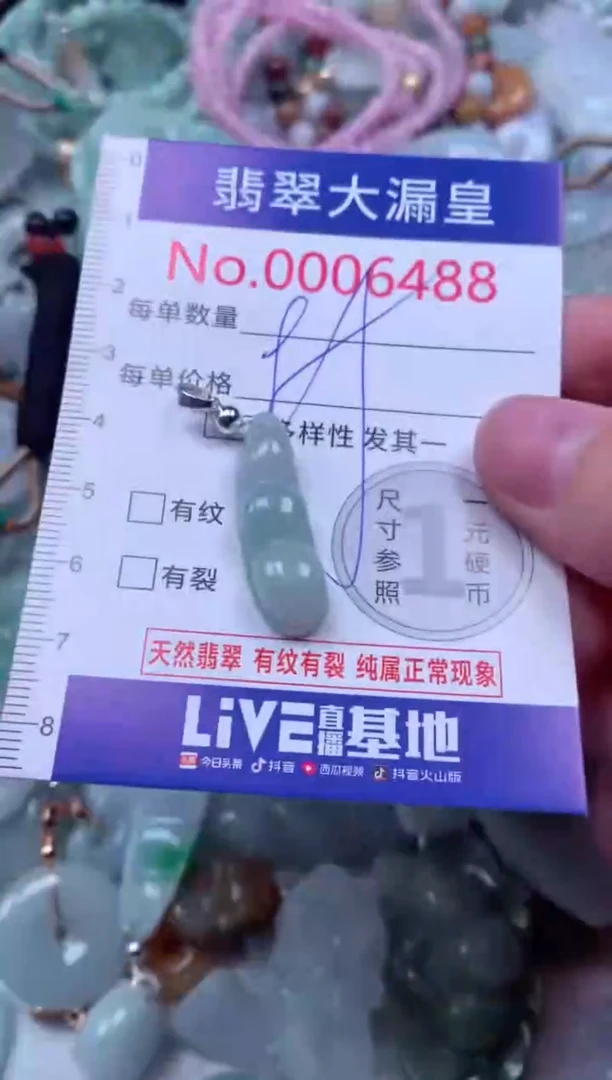 翡翠大漏皇
No.0006488
每单数量
每单价格
多样性 发其一
有纹
有裂
尺寸参照
1
一元硬币
天然翡翠 有纹有裂 纯属正常现象
LiVE直播基地
今日头条 抖音 西瓜视频 抖音火山版
0
1
2
3
4
5
6
7
8